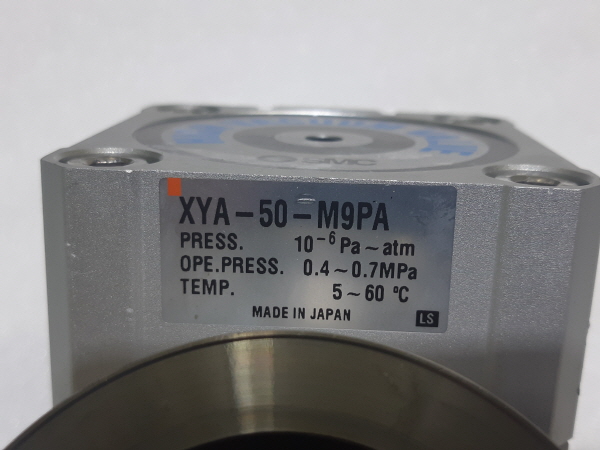 SMC
XYA-50-M9PA
PRESS. 10⁻⁶ Pa~atm
OPE.PRESS. 0.4~0.7MPa
TEMP. 5~60 °C
MADE IN JAPAN LS